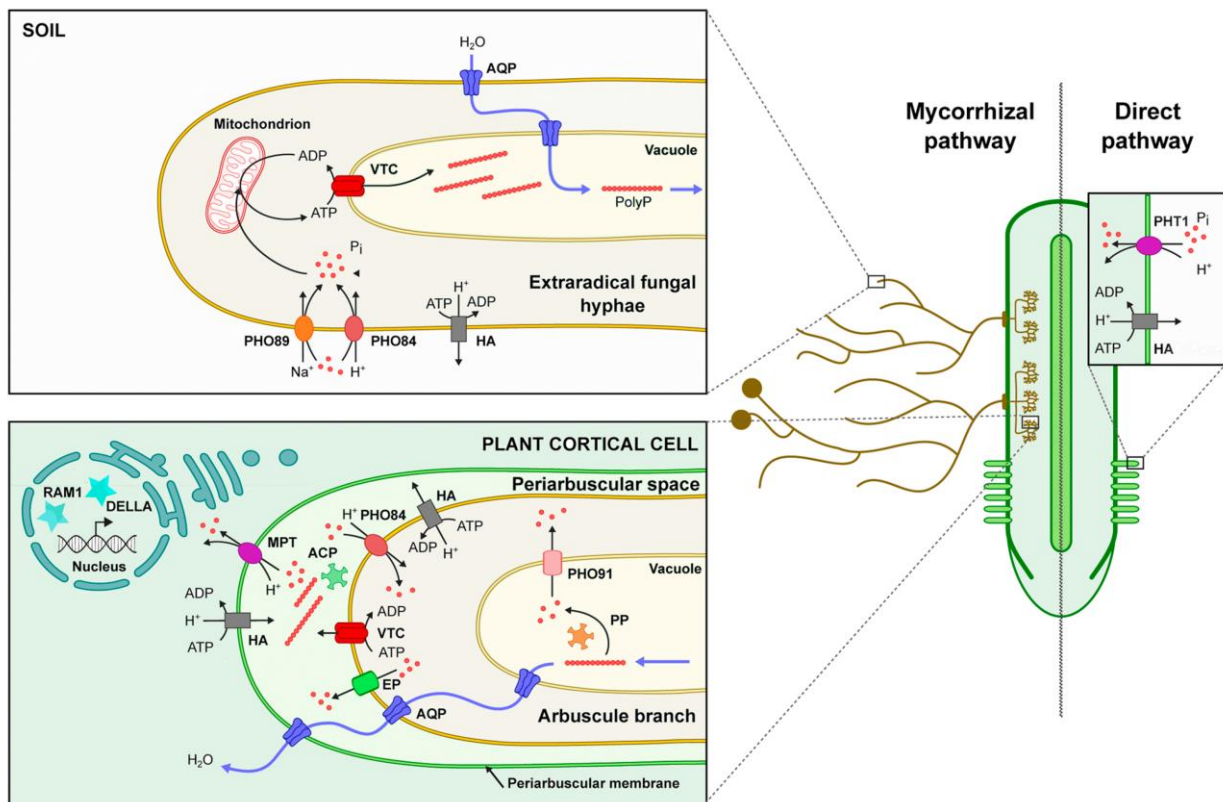 SOIL
H₂O
AQP
Mitochondrion
ADP
VTC
ATP
Vacuole
PolyP
Pi
Extraradical fungal
hyphae
H⁺
ATP
ADP
PHO89
PHO84
HA
Na⁺
H⁺
Mycorrhizal
pathway
Direct
pathway
PHT1
Pi
H⁺
ADP
H⁺
ATP
HA
PLANT CORTICAL CELL
Periarbuscular space
RAM1
DELLA
Nucleus
MPT
H⁺
ACP
H⁺
PHO84
HA
ATP
ADP
H⁺
Vacuole
PHO91
PP
ADP
H⁺
ATP
HA
ADP
VTC
ATP
EP
AQP
Arbuscule branch
H₂O
Periarbuscular membrane